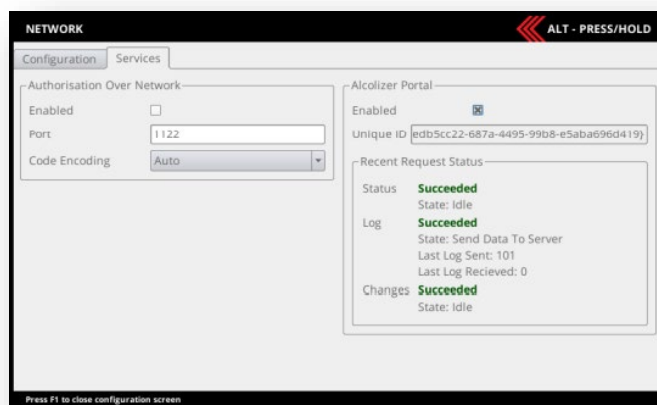 NETWORK
ALT - PRESS/HOLD
Configuration
Services
Authorisation Over Network
Enabled
Port
1122
Code Encoding
Auto
Alcolizer Portal
Enabled
Unique ID
edb5cc22-687a-4495-99b8-e5aba696d419}
Recent Request Status
Status
Succeeded
State: Idle
Log
Succeeded
State: Send Data To Server
Last Log Sent: 101
Last Log Recieved: 0
Changes
Succeeded
State: Idle
Press F1 to close configuration screen